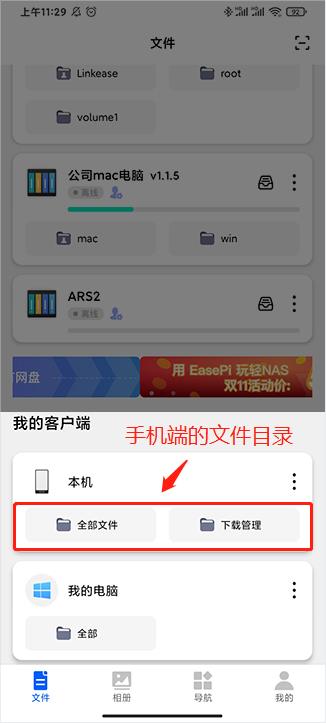 上午11:29
92
文件
Linkease
root
volume1
公司mac电脑 v1.1.5
离线
mac
win
ARS2
离线
网盘
用 EasePi 玩轻NAS
双11活动价:
我的客户端
手机端的文件目录
本机
全部文件
下载管理
我的电脑
全部
文件
相册
导航
我的